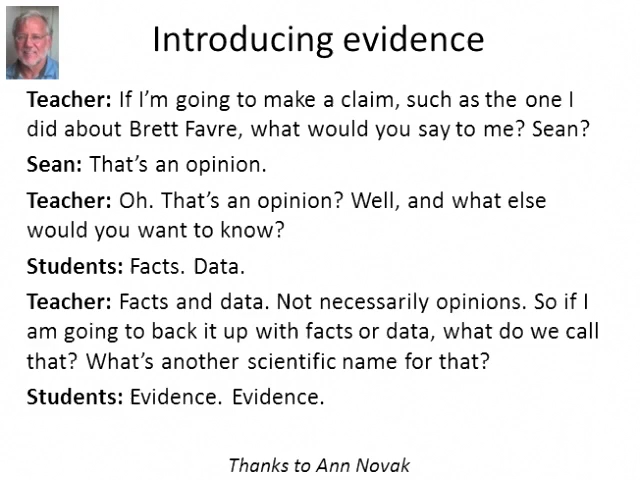 Introducing evidence
Teacher: If I’m going to make a claim, such as the one I
did about Brett Favre, what would you say to me? Sean?
Sean: That’s an opinion.
Teacher: Oh. That’s an opinion? Well, and what else
would you want to know?
Students: Facts. Data.
Teacher: Facts and data. Not necessarily opinions. So if I
am going to back it up with facts or data, what do we call
that? What’s another scientific name for that?
Students: Evidence. Evidence.
Thanks to Ann Novak